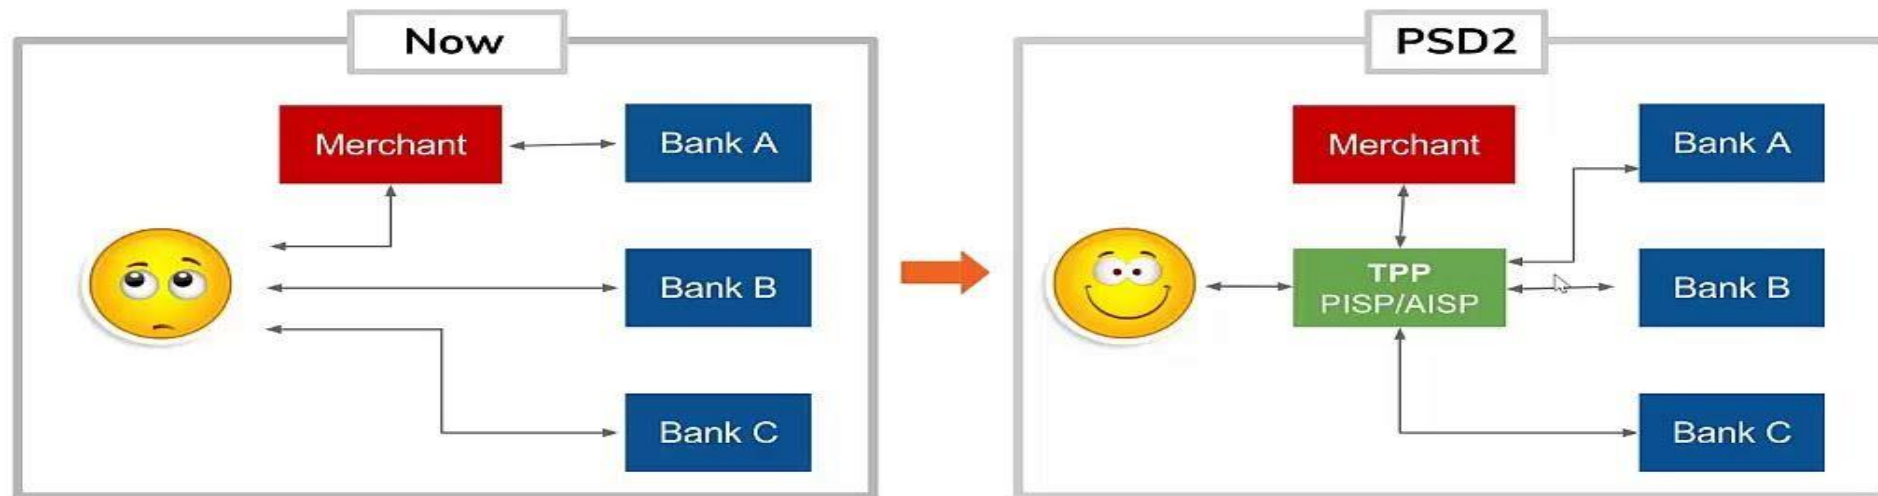 Now
Merchant
Bank A
Bank B
Bank C
PSD2
Merchant
Bank A
TPP
PISP/AISP
Bank B
Bank C